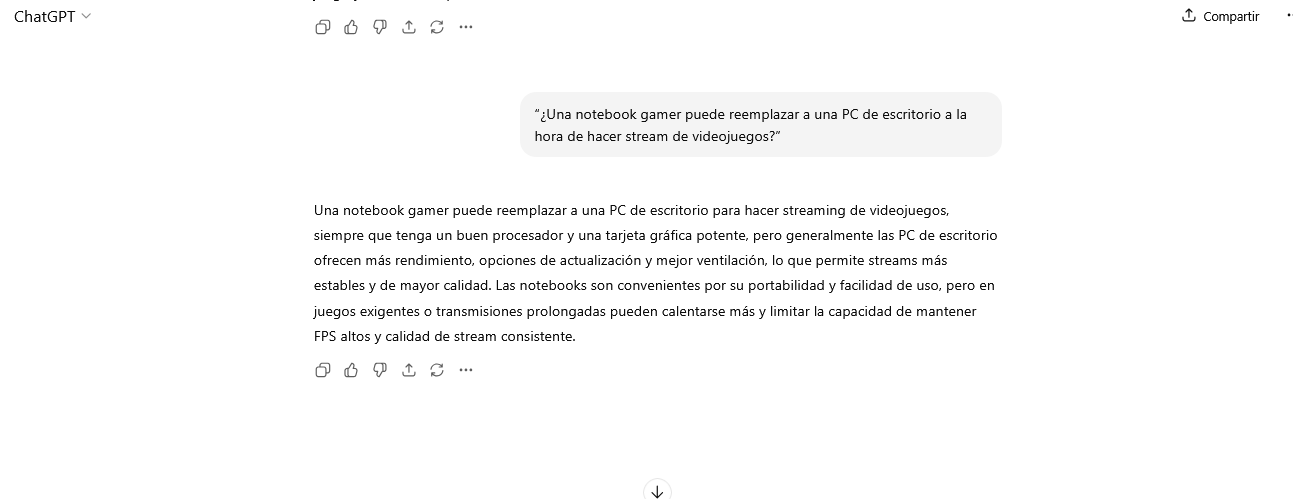 ChatGPT
Compartir
“¿Una notebook gamer puede reemplazar a una PC de escritorio a la
hora de hacer stream de videojuegos?”
Una notebook gamer puede reemplazar a una PC de escritorio para hacer streaming de videojuegos,
siempre que tenga un buen procesador y una tarjeta gráfica potente, pero generalmente las PC de escritorio
ofrecen más rendimiento, opciones de actualización y mejor ventilación, lo que permite streams más
estables y de mayor calidad. Las notebooks son convenientes por su portabilidad y facilidad de uso, pero en
juegos exigentes o transmisiones prolongadas pueden calentarse más y limitar la capacidad de mantener
FPS altos y calidad de stream consistente.